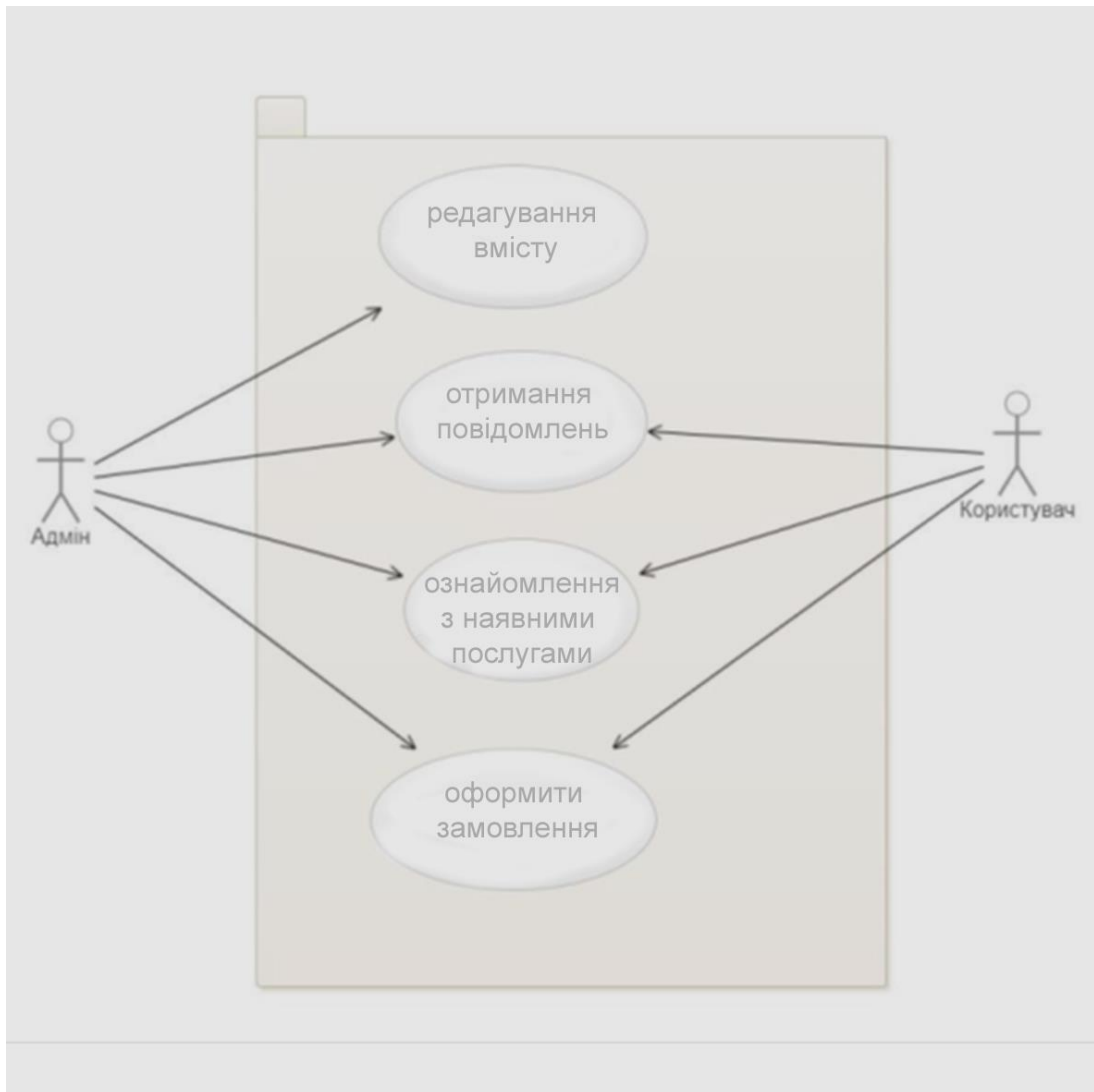 редагування
вмісту
отримання
повідомлень
Адмін
Користувач
ознайомлення
з наявними
послугами
оформити
замовлення